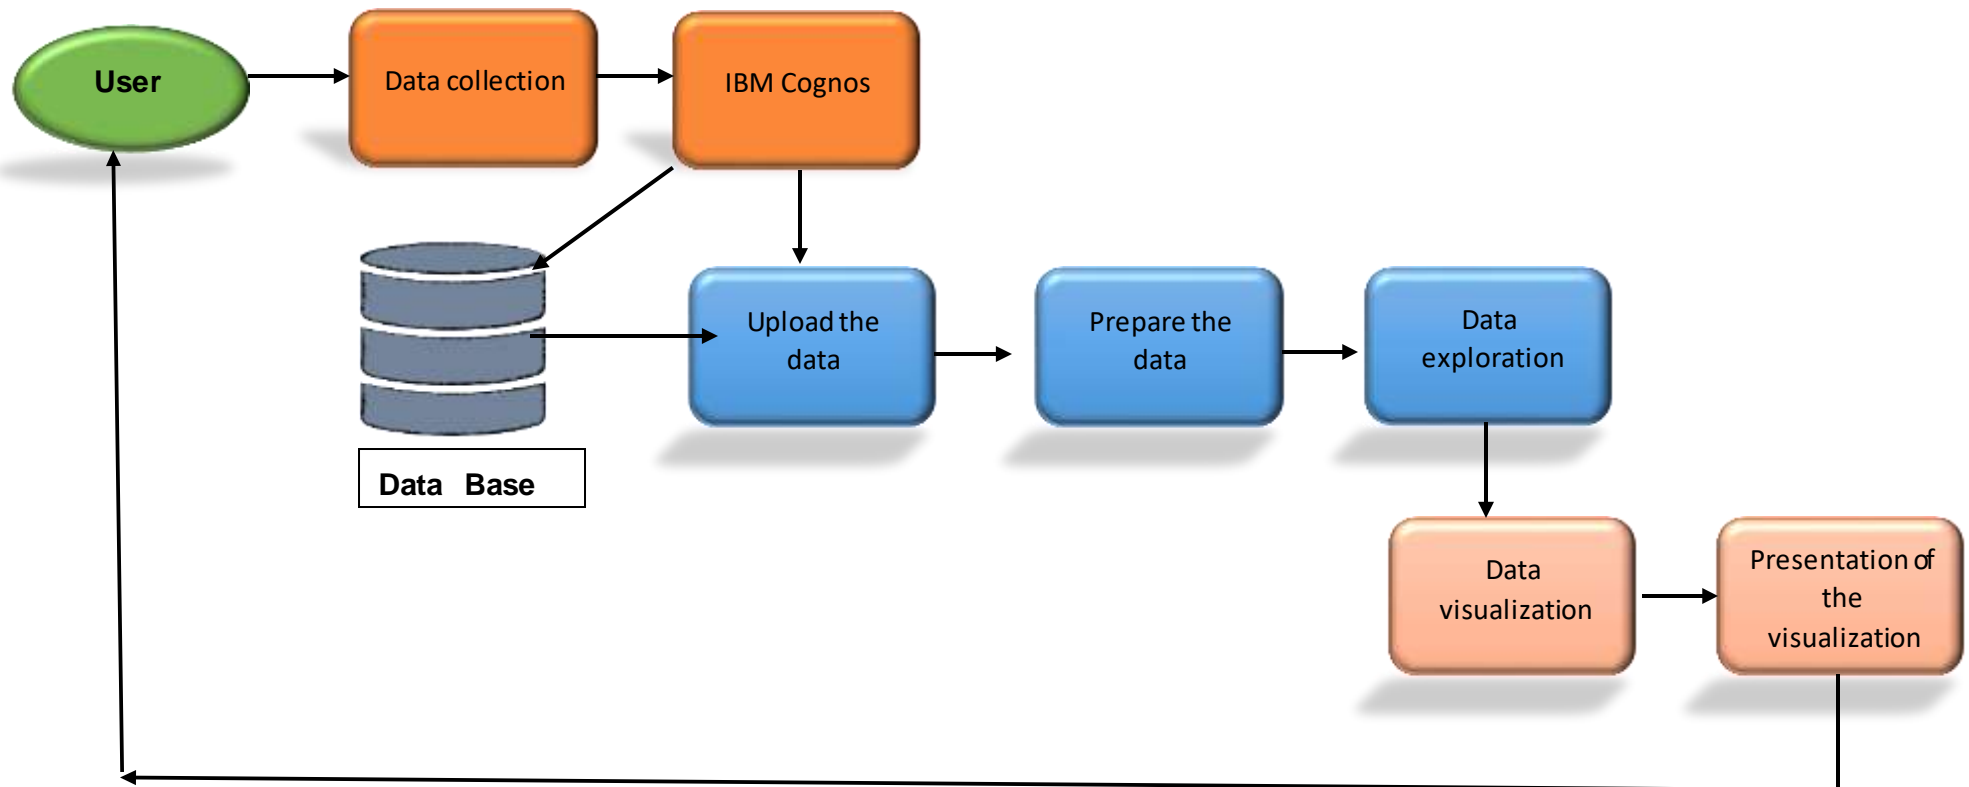 User
Data collection
IBM Cognos
Upload the
data
Prepare the
data
Data
exploration
Data Base
Data
visualization
Presentation of
the
visualization